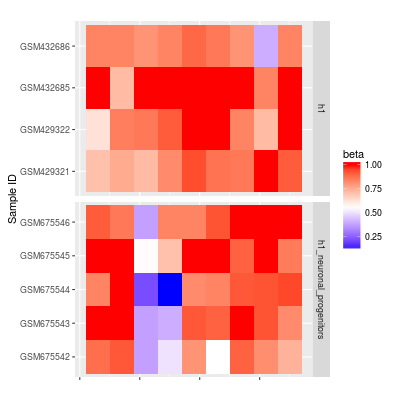 Sample ID
GSM432686
GSM432685
GSM429322
GSM429321
h1
GSM675546
GSM675545
GSM675544
GSM675543
GSM675542
h1_neuronal_progenitors
beta
1.00
0.75
0.50
0.25